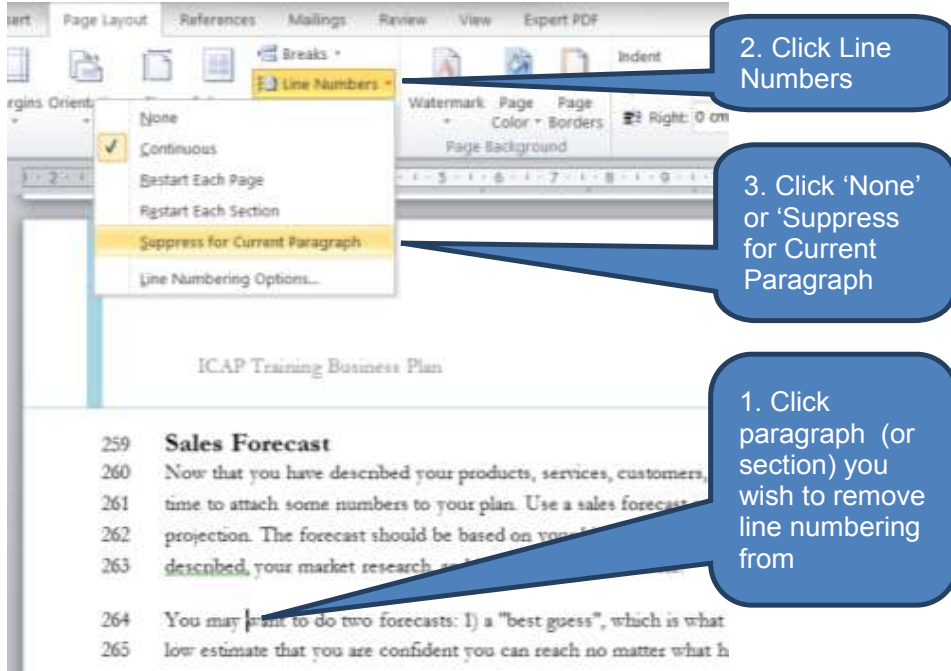 Page Layout References Mailings Review View Expert PDF
Breaks
Line Numbers
Watermark Page Color Page Borders
Page Background
Indent
Right: 0 cm
None
Continuous
Restart Each Page
Restart Each Section
Suppress for Current Paragraph
Line Numbering Options...
2. Click Line
Numbers
3. Click ‘None’
or ‘Suppress
for Current
Paragraph
1. Click
paragraph (or
section) you
wish to remove
line numbering
from
ICAP Training Business Plan
259 Sales Forecast
260 Now that you have described your products, services, customers,
261 time to attach some numbers to your plan. Use a sales forecast
262 projection. The forecast should be based on
263 described, your market research,
264 You may want to do two forecasts: 1) a "best guess", which is what
265 low estimate that you are confident you can reach no matter what h